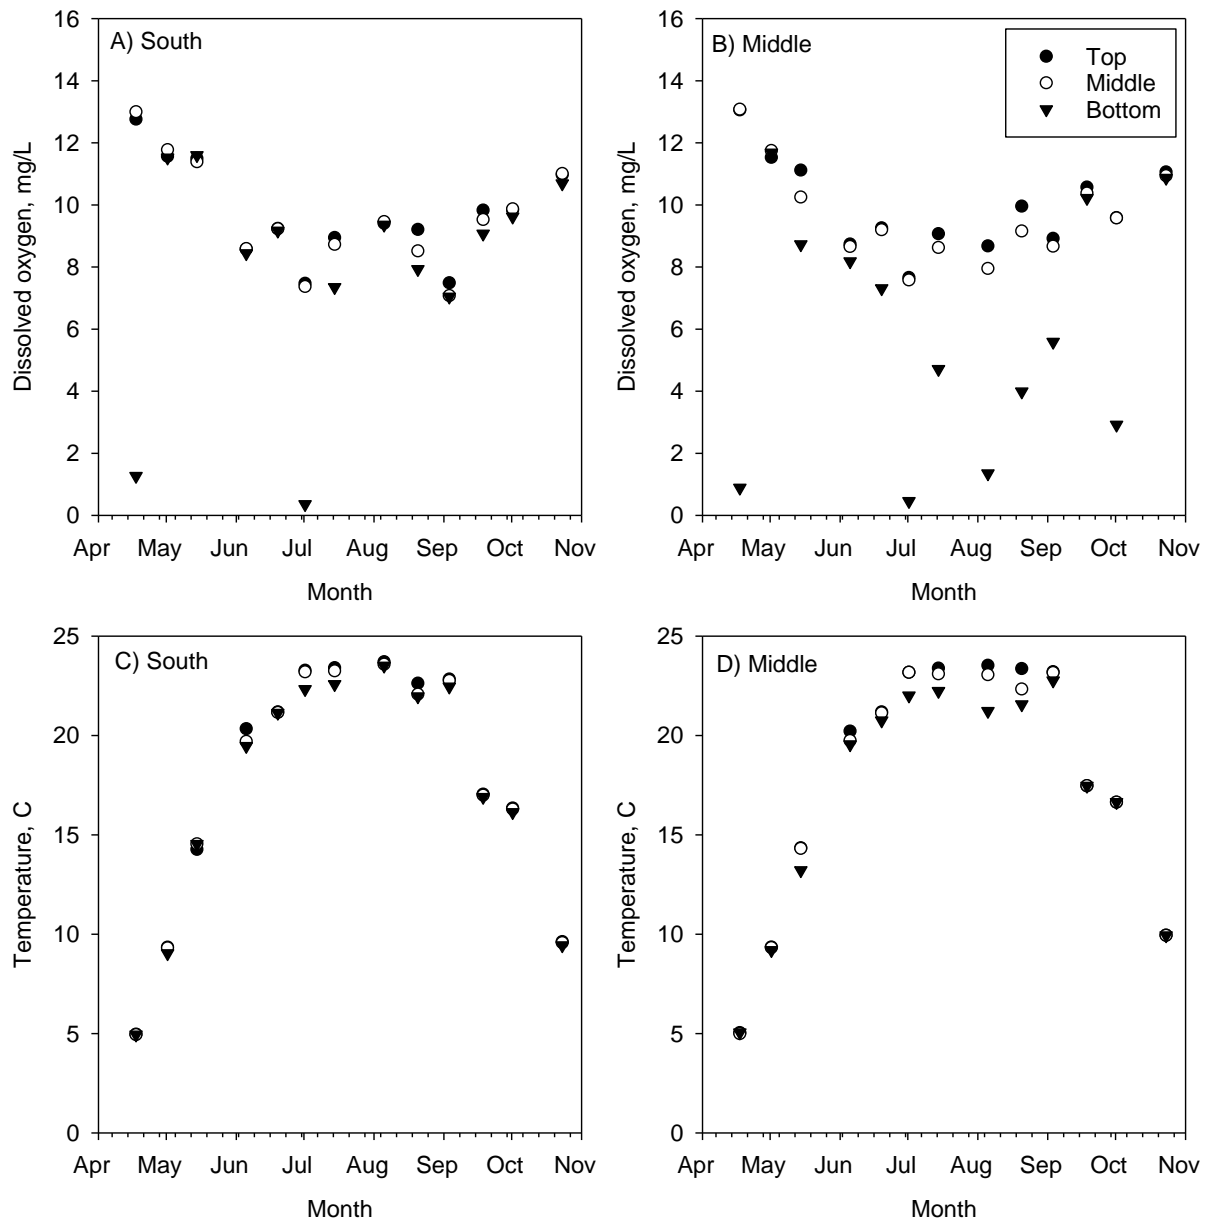 A) South
16
14
12
10
8
6
4
2
0
Dissolved oxygen, mg/L
Apr May Jun Jul Aug Sep Oct Nov
Month
B) Middle
Top
Middle
Bottom
16
14
12
10
8
6
4
2
0
Dissolved oxygen, mg/L
Apr May Jun Jul Aug Sep Oct Nov
Month
C) South
25
20
15
10
5
0
Temperature, C
Apr May Jun Jul Aug Sep Oct Nov
Month
D) Middle
25
20
15
10
5
0
Temperature, C
Apr May Jun Jul Aug Sep Oct Nov
Month